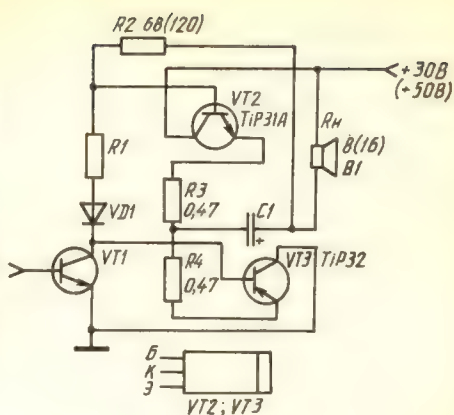 R2 68(120)
+30В
(+50В)
VT2
TiP31A
Rн
8(16)
В1
R1
R3
0,47
C1
+
VD1
R4
0,47
VT3
TiP32
VT1
Б
К
Э
VT2; VT3